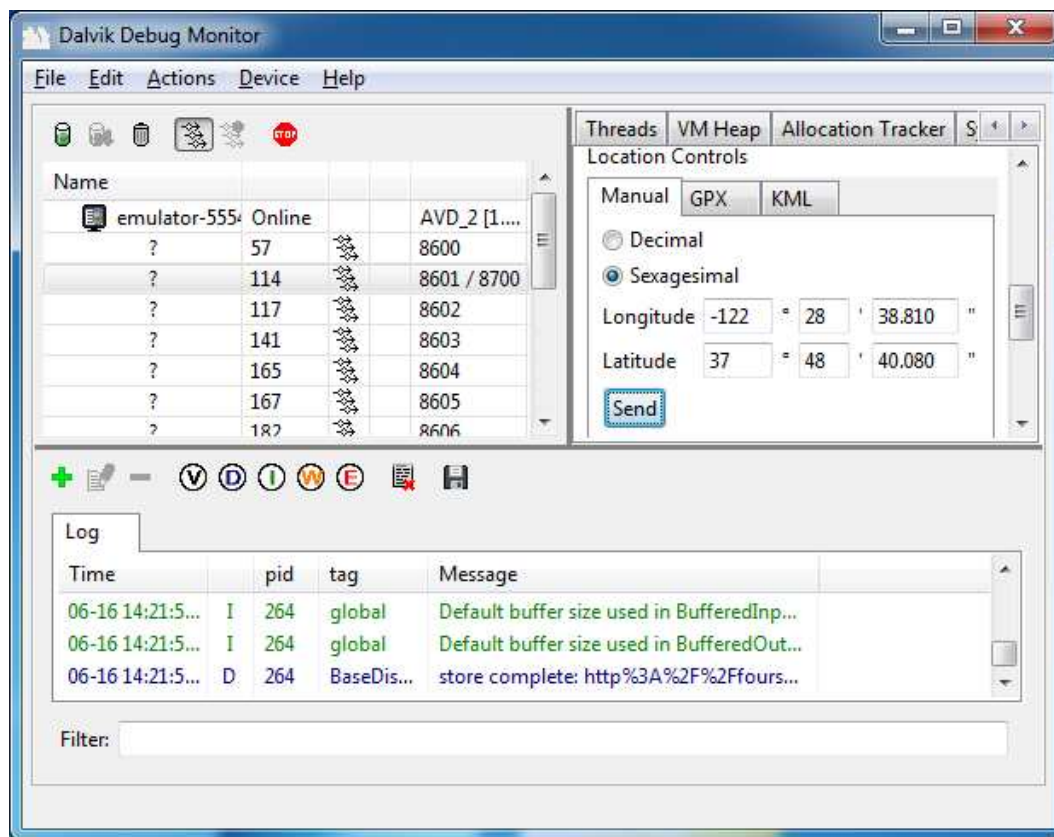 Dalvik Debug Monitor
File Edit Actions Device Help
STOP
Threads VM Heap Allocation Tracker S
Location Controls
Manual GPX KML
Decimal
Sexagesimal
Longitude -122 ° 28 ' 38.810 "
Latitude 37 ° 48 ' 40.080 "
Send
Name
emulator-5554 Online AVD_2 [1....
? 57 8600
? 114 8601 / 8700
? 117 8602
? 141 8603
? 165 8604
? 167 8605
? 182 8606
V D I W E
Log
Time pid tag Message
06-16 14:21:5... I 264 global Default buffer size used in BufferedInp...
06-16 14:21:5... I 264 global Default buffer size used in BufferedOut...
06-16 14:21:5... D 264 BaseDis... store complete: http%3A%2F%2Ffours...
Filter: